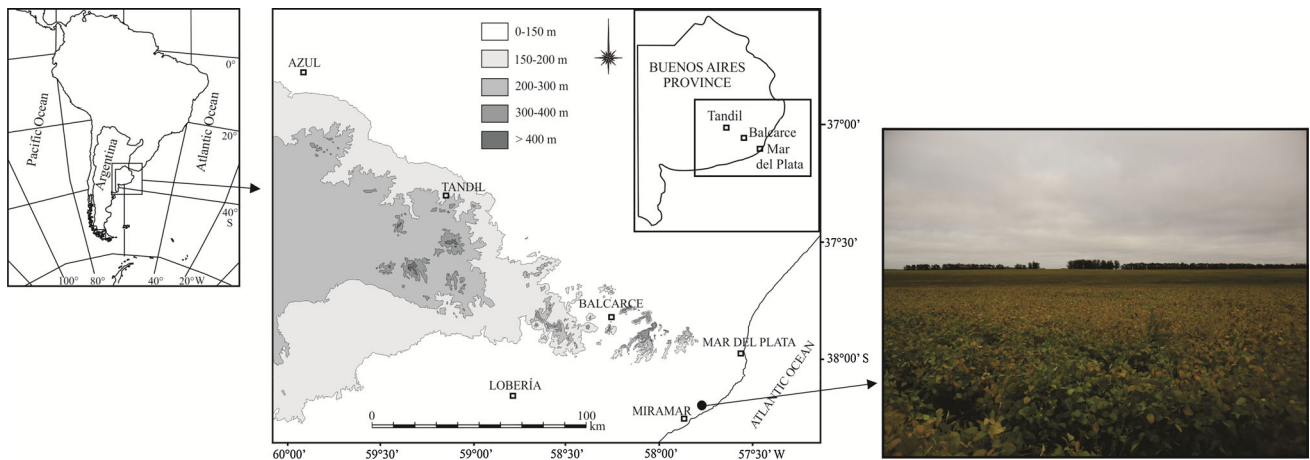 0°
20°
40°
S
Pacific Ocean
Argentina
Atlantic Ocean
100°
80°
60°
40°
20°W
0-150 m
150-200 m
200-300 m
300-400 m
> 400 m
AZUL
TANDIL
BALCARCE
MAR DEL PLATA
LOBERÍA
MIRAMAR
ATLANTIC OCEAN
0
100
km
BUENOS AIRES
PROVINCE
Tandil
Balcarce
Mar
del Plata
37°00'
37°30'
38°00' S
60°00'
59°30'
59°00'
58°30'
58°00'
57°30' W